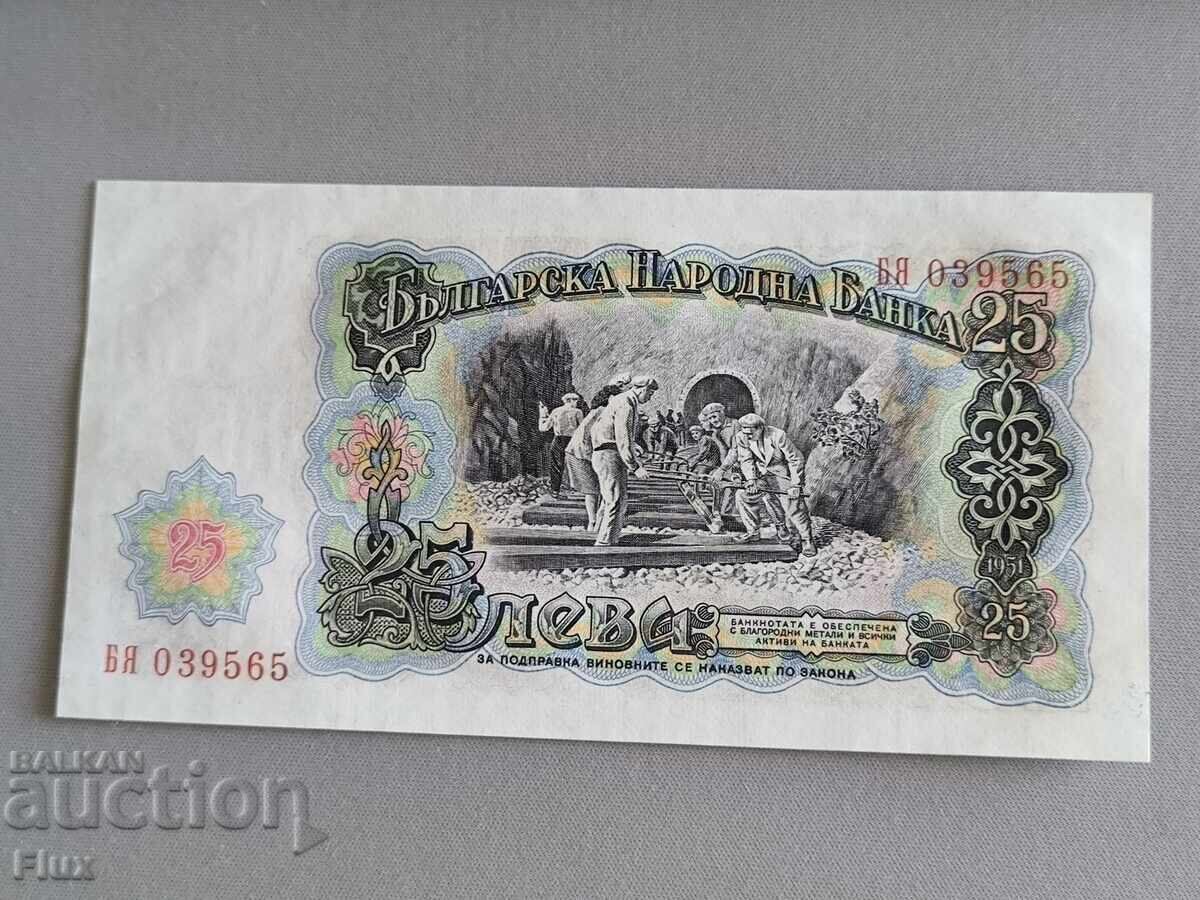 БЯ 039565
БЪЛГАРСКА НАРОДНА БАНКА
25
25
1951
25 ЛЕВА
БАНКНОТАТА Е ОБЕСПЕЧЕНА
С БЛАГОРОДНИ МЕТАЛИ И ВСИЧКИ
АКТИВИ НА БАНКАТА
25
БЯ 039565
ЗА ПОДПРАВКА ВИНОВНИТЕ СЕ НАКАЗВАТ ПО ЗАКОНА
BALKAN
auction
Flux